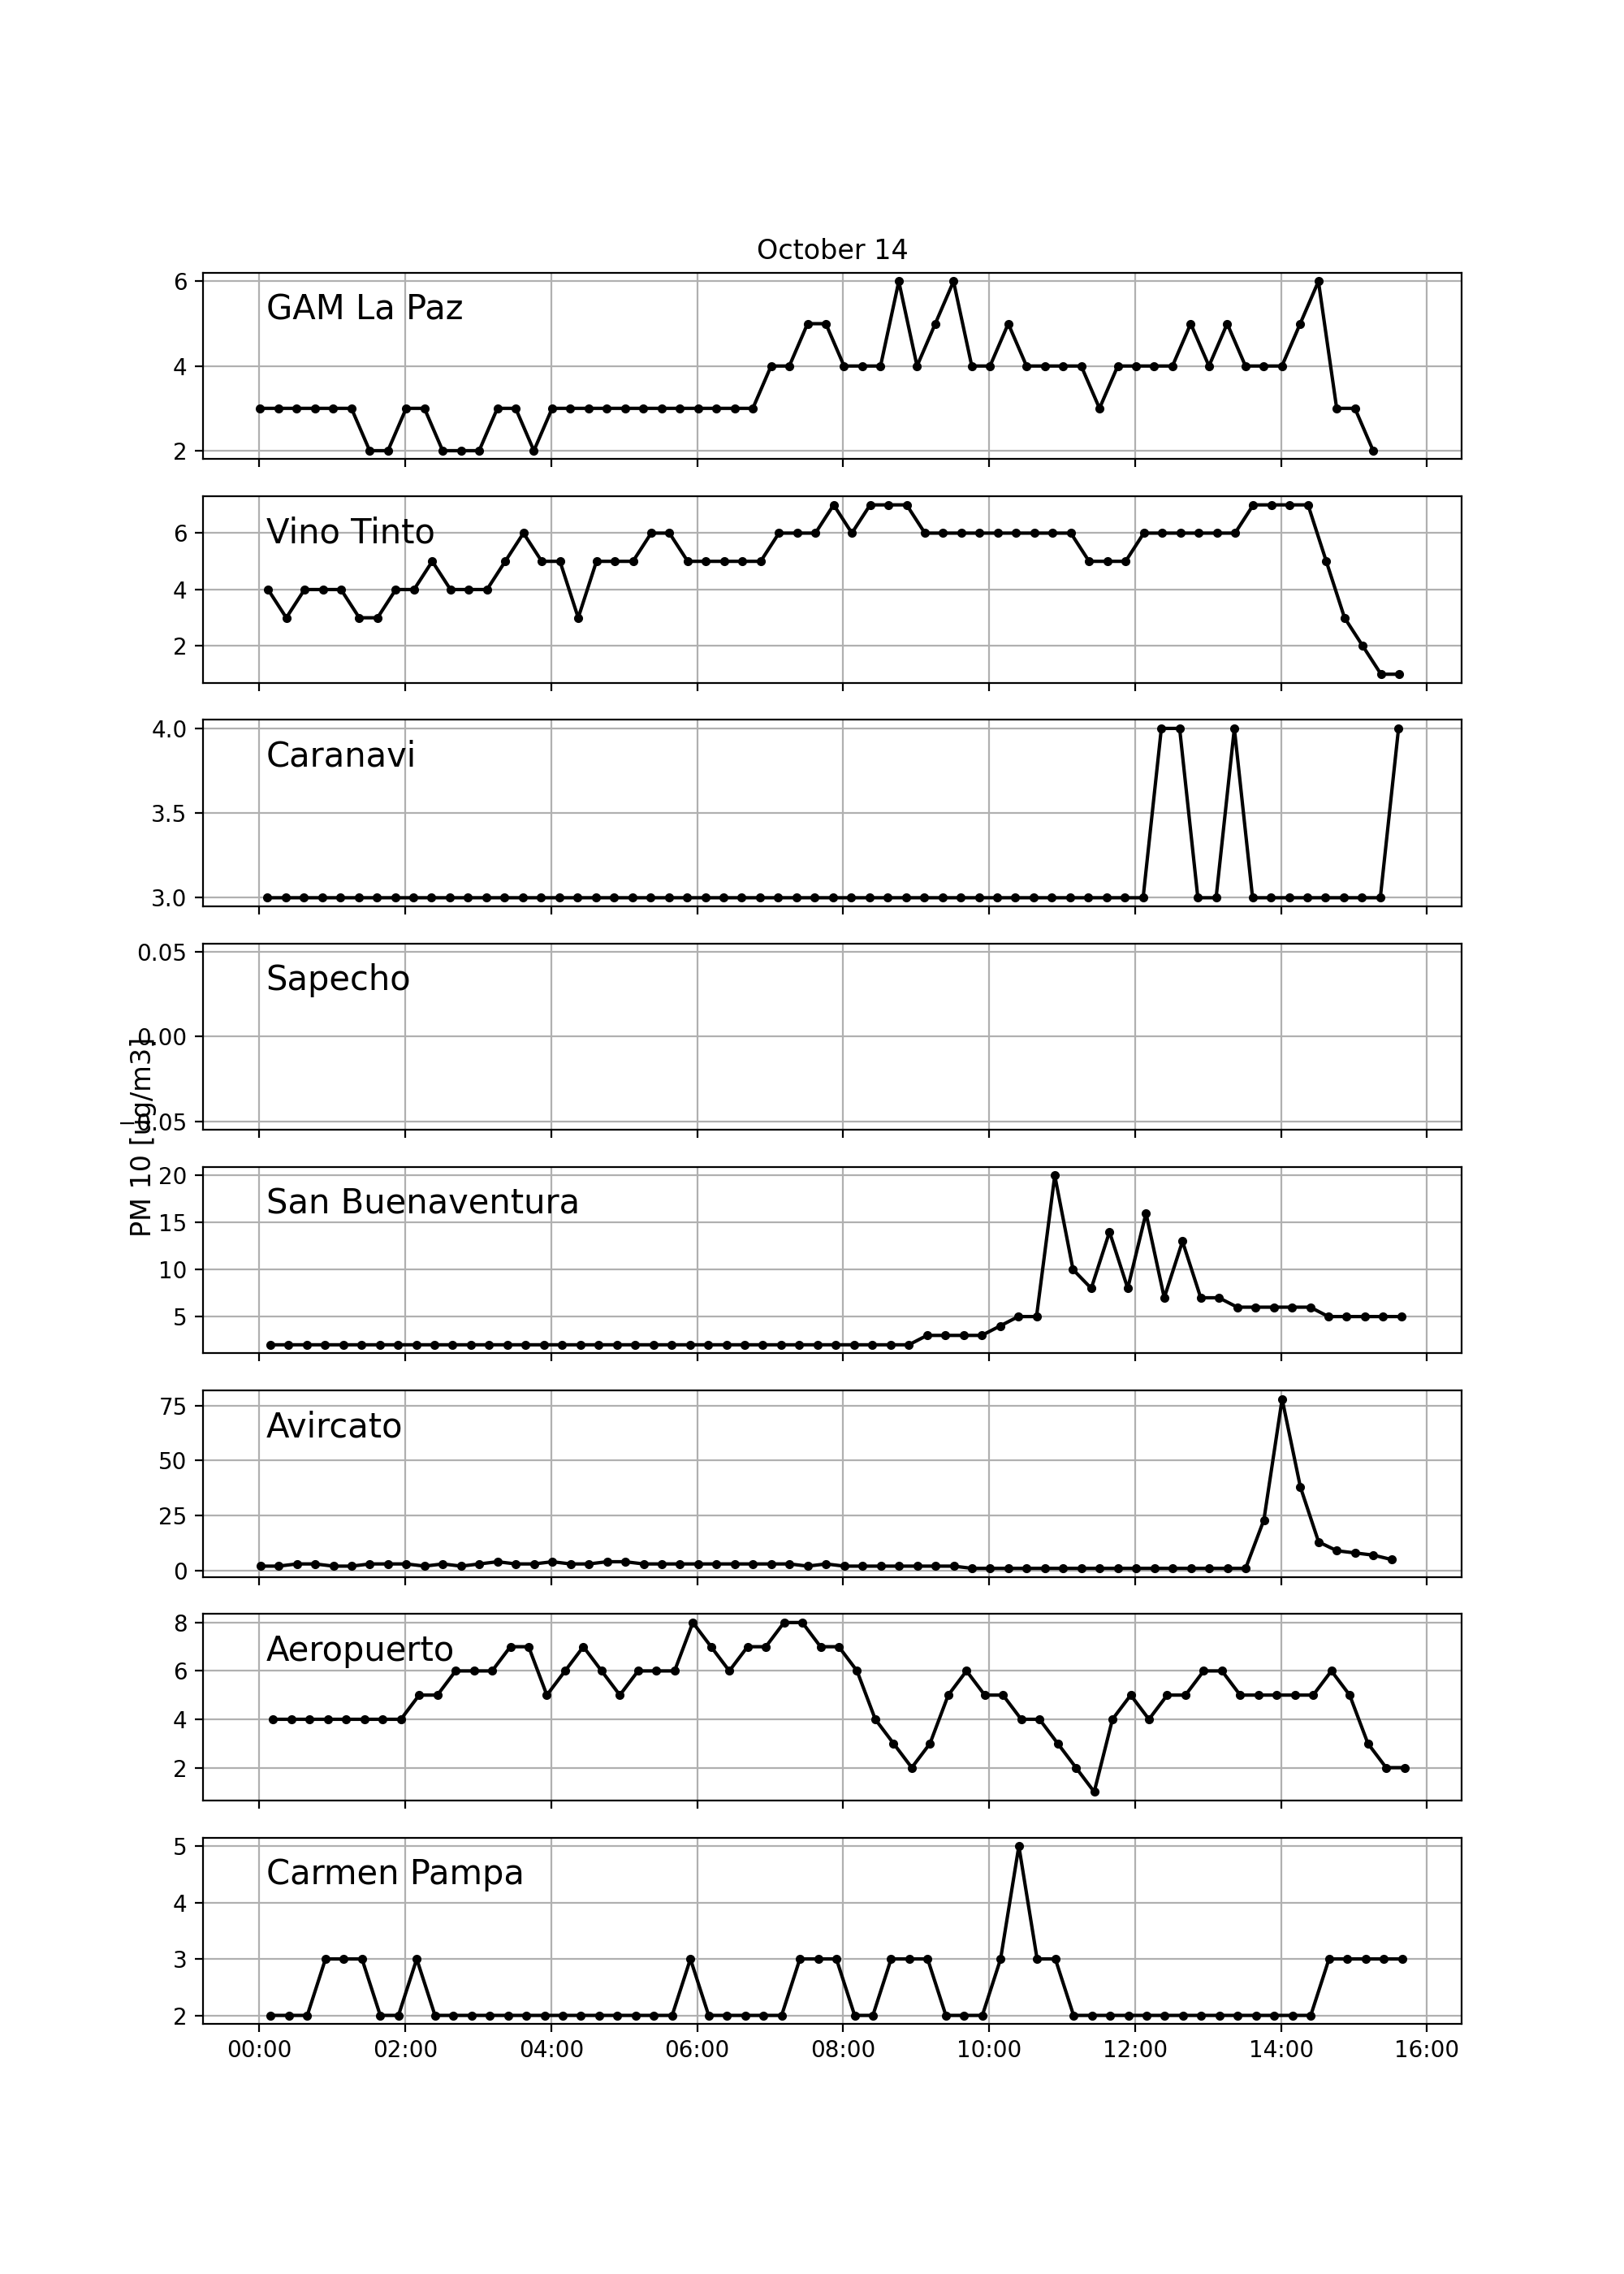 October 14
6
GAM La Paz
4
2
Vino Tinto
6
4
2
4.0
Caranavi
3.5
3.0
0.05
Sapecho
0.00
−0.05
PM 10 [ug/m3]
20
San Buenaventura
15
10
5
75
Avircato
50
25
0
8
Aeropuerto
6
4
2
5
Carmen Pampa
4
3
2
00:00 02:00 04:00 06:00 08:00 10:00 12:00 14:00 16:00